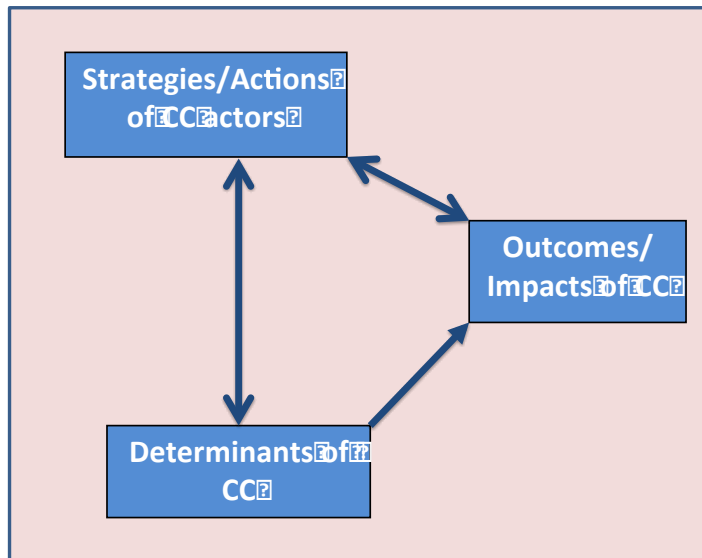 Strategies/Actions
of CC actors
Outcomes/
Impacts of CC
Determinants of
CC